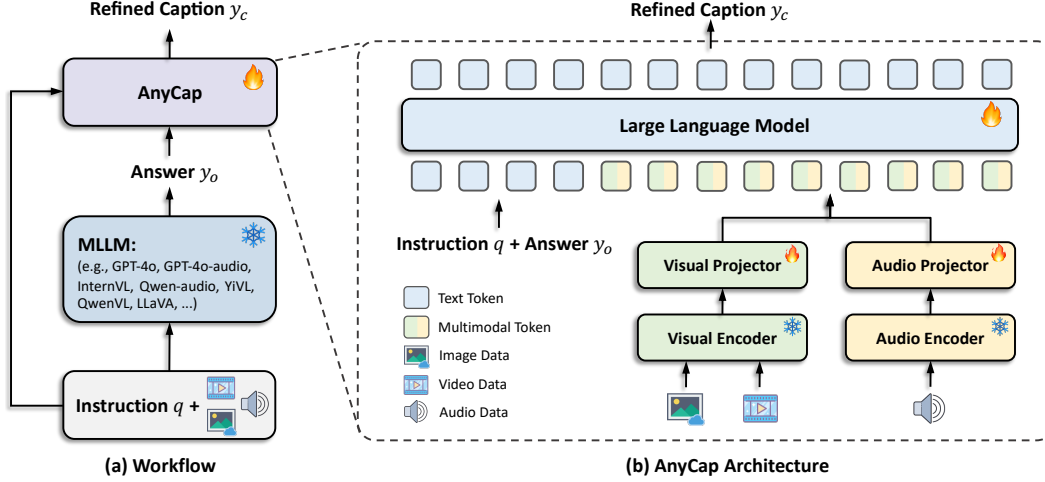 Refined Caption y_c
AnyCap
Answer y_o
MLLM:
(e.g., GPT-4o, GPT-4o-audio,
InternVL, Qwen-audio, YiVL,
QwenVL, LLaVA, ...)
Instruction q +
(a) Workflow
Refined Caption y_c
Large Language Model
Instruction q + Answer y_o
Text Token
Multimodal Token
Image Data
Video Data
Audio Data
Visual Projector
Audio Projector
Visual Encoder
Audio Encoder
(b) AnyCap Architecture